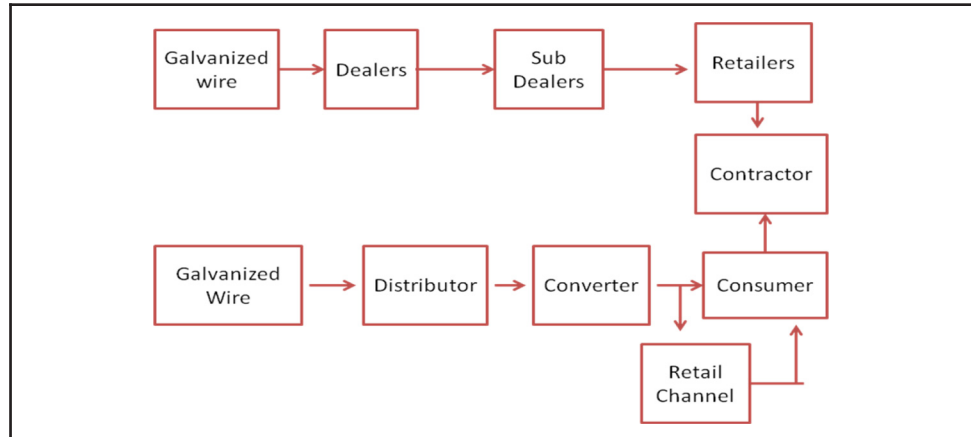 Galvanized
wire
Dealers
Sub
Dealers
Retailers
Contractor
Galvanized
Wire
Distributor
Converter
Consumer
Retail
Channel